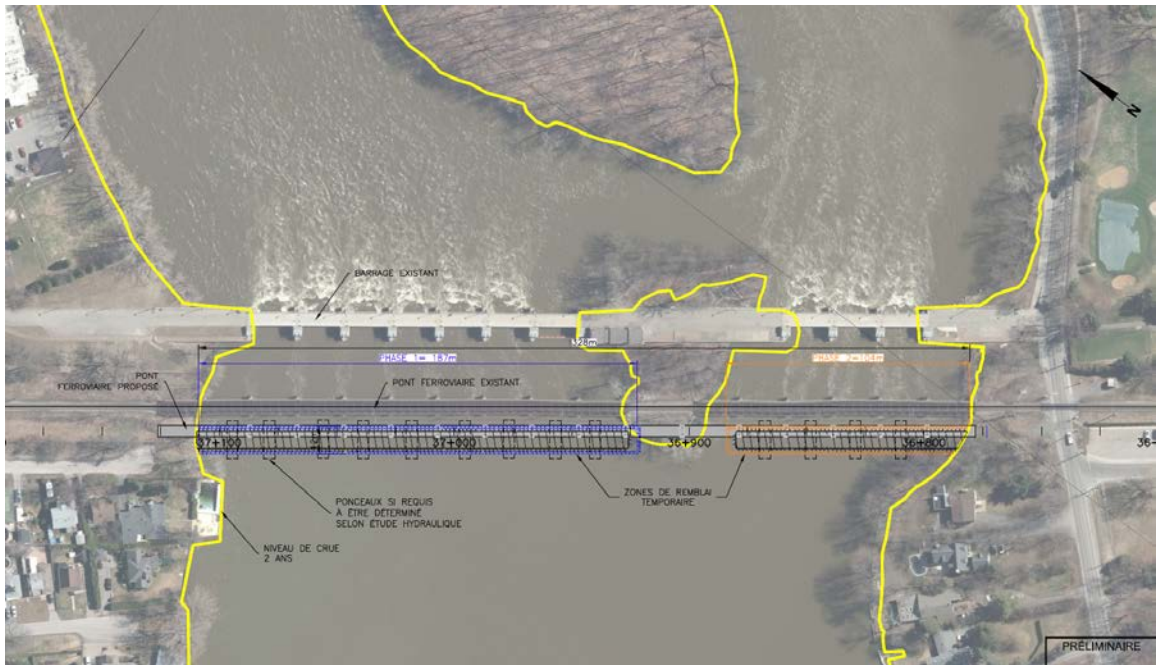 N
BARRAGE EXISTANT
328m
PHASE 1= 187m
PHASE 2=104m
PONT
FERROVIAIRE PROPOSÉ
PONT FERROVIAIRE EXISTANT
37+100
37+000
36+900
36+800
36+
ZONES DE REMBLAI
TEMPORAIRE
PONCEAUX SI REQUIS
À ÊTRE DÉTERMINÉ
SELON ÉTUDE HYDRAULIQUE
NIVEAU DE CRUE
2 ANS
PRÉLIMINAIRE